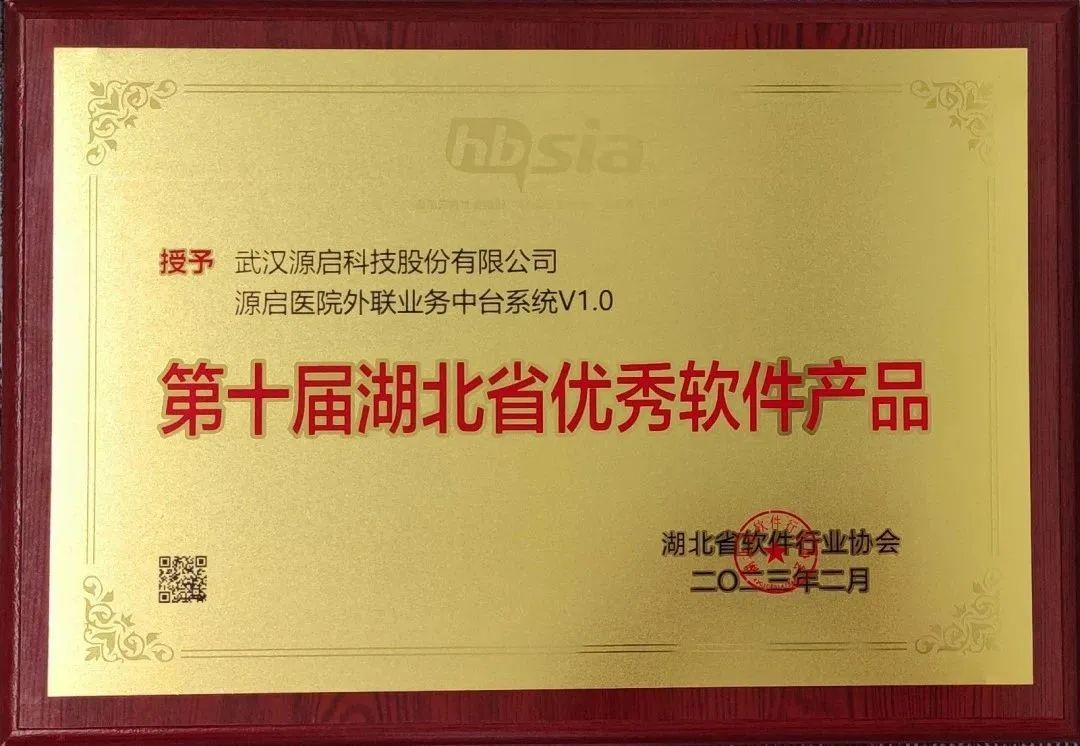 hbsia
授予 武汉源启科技股份有限公司
源启医院外联业务中台系统V1.0
第十届湖北省优秀软件产品
湖北省软件行业协会
二〇二三年二月